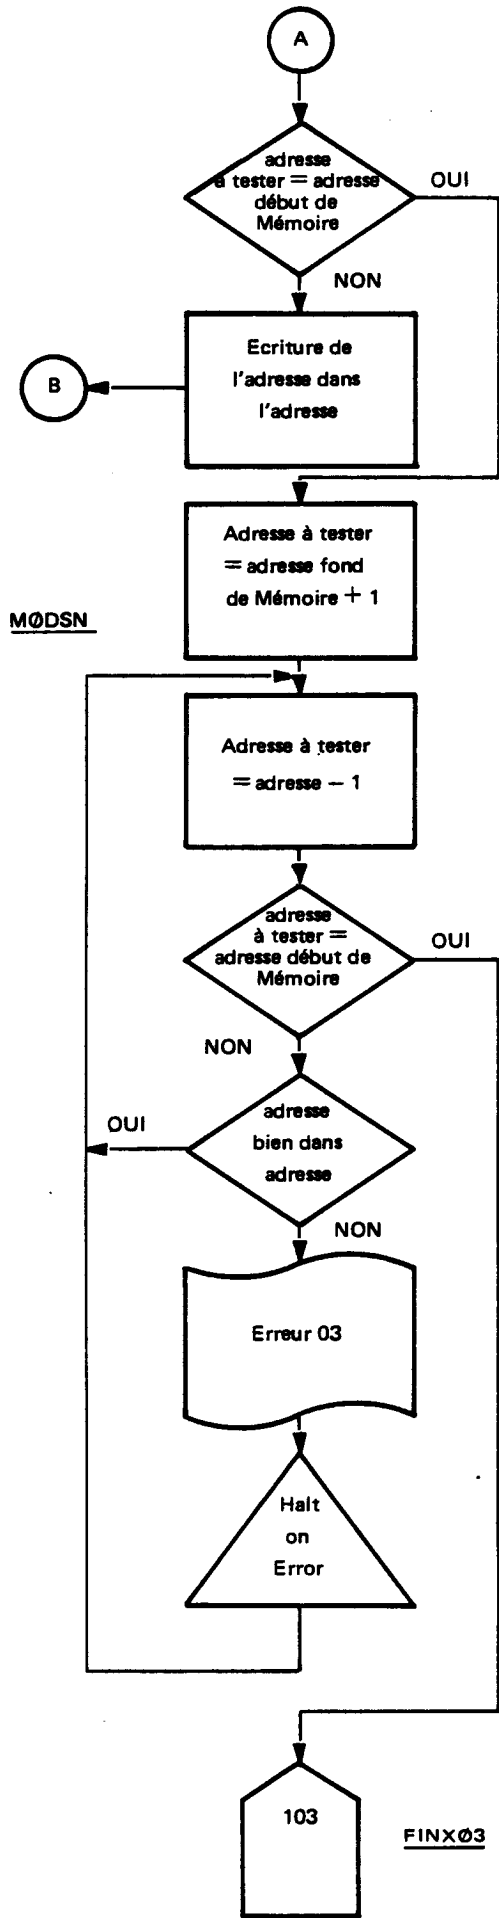 A
adresse
à tester = adresse
début de
Mémoire
OUI
NON
Ecriture de
l'adresse dans
l'adresse
B
Adresse à tester
= adresse fond
de Mémoire + 1
MØDSN
Adresse à tester
= adresse − 1
adresse
à tester =
adresse début de
Mémoire
OUI
NON
adresse
bien dans
adresse
OUI
NON
Erreur 03
Halt
on
Error
103
FINXØ3